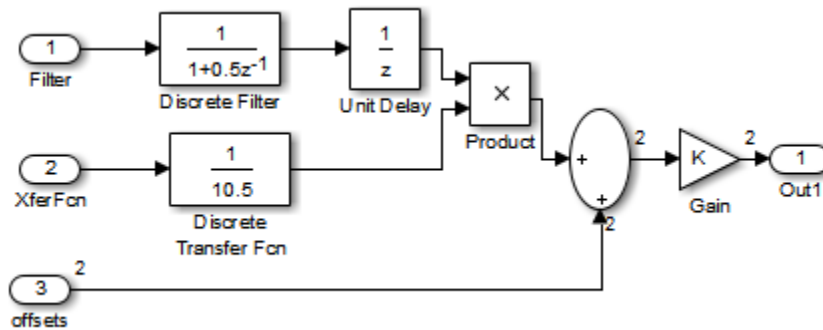 1
Filter
1
1+0.5z-1
Discrete Filter
1
z
Unit Delay
×
Product
2
XferFcn
1
10.5
Discrete
Transfer Fcn
3
offsets
2
+
+
2
2
K
Gain
2
1
Out1